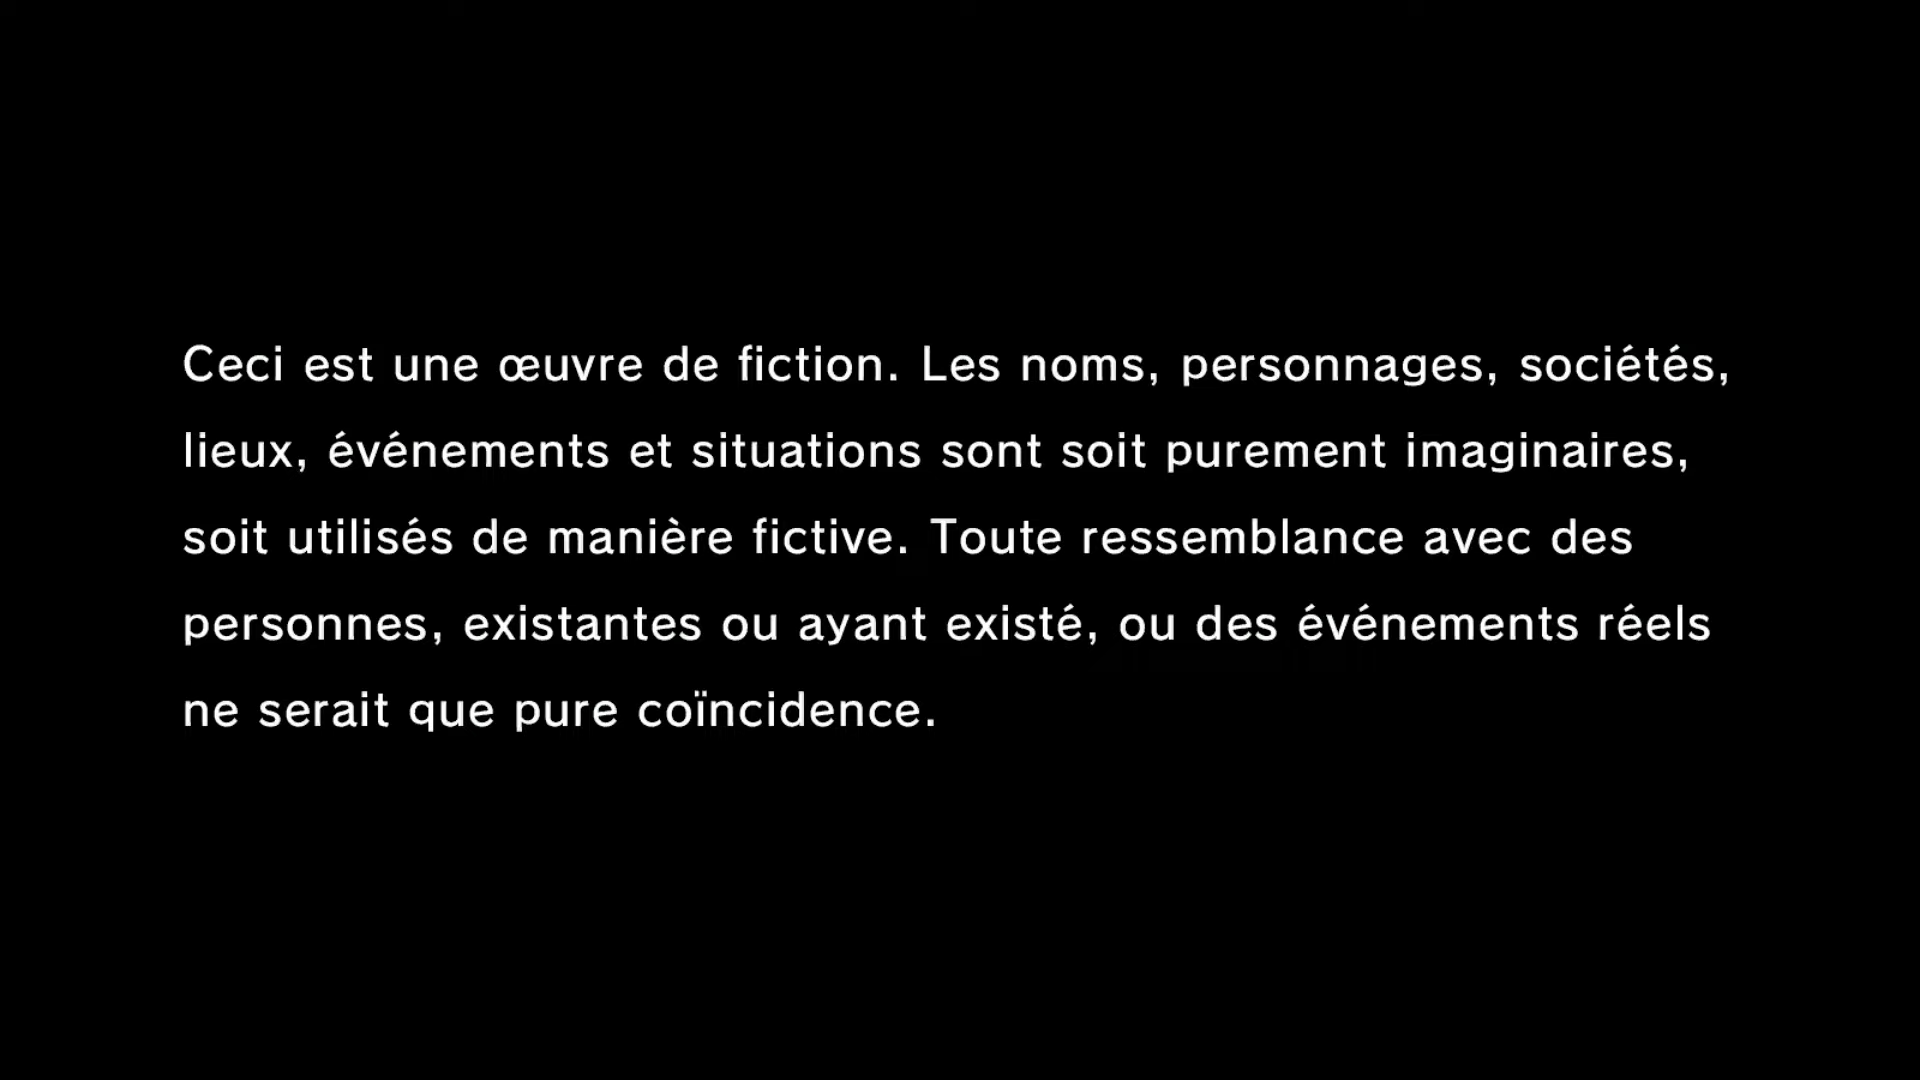 Ceci est une œuvre de fiction. Les noms, personnages, sociétés,
lieux, événements et situations sont soit purement imaginaires,
soit utilisés de manière fictive. Toute ressemblance avec des
personnes, existantes ou ayant existé, ou des événements réels
ne serait que pure coïncidence.